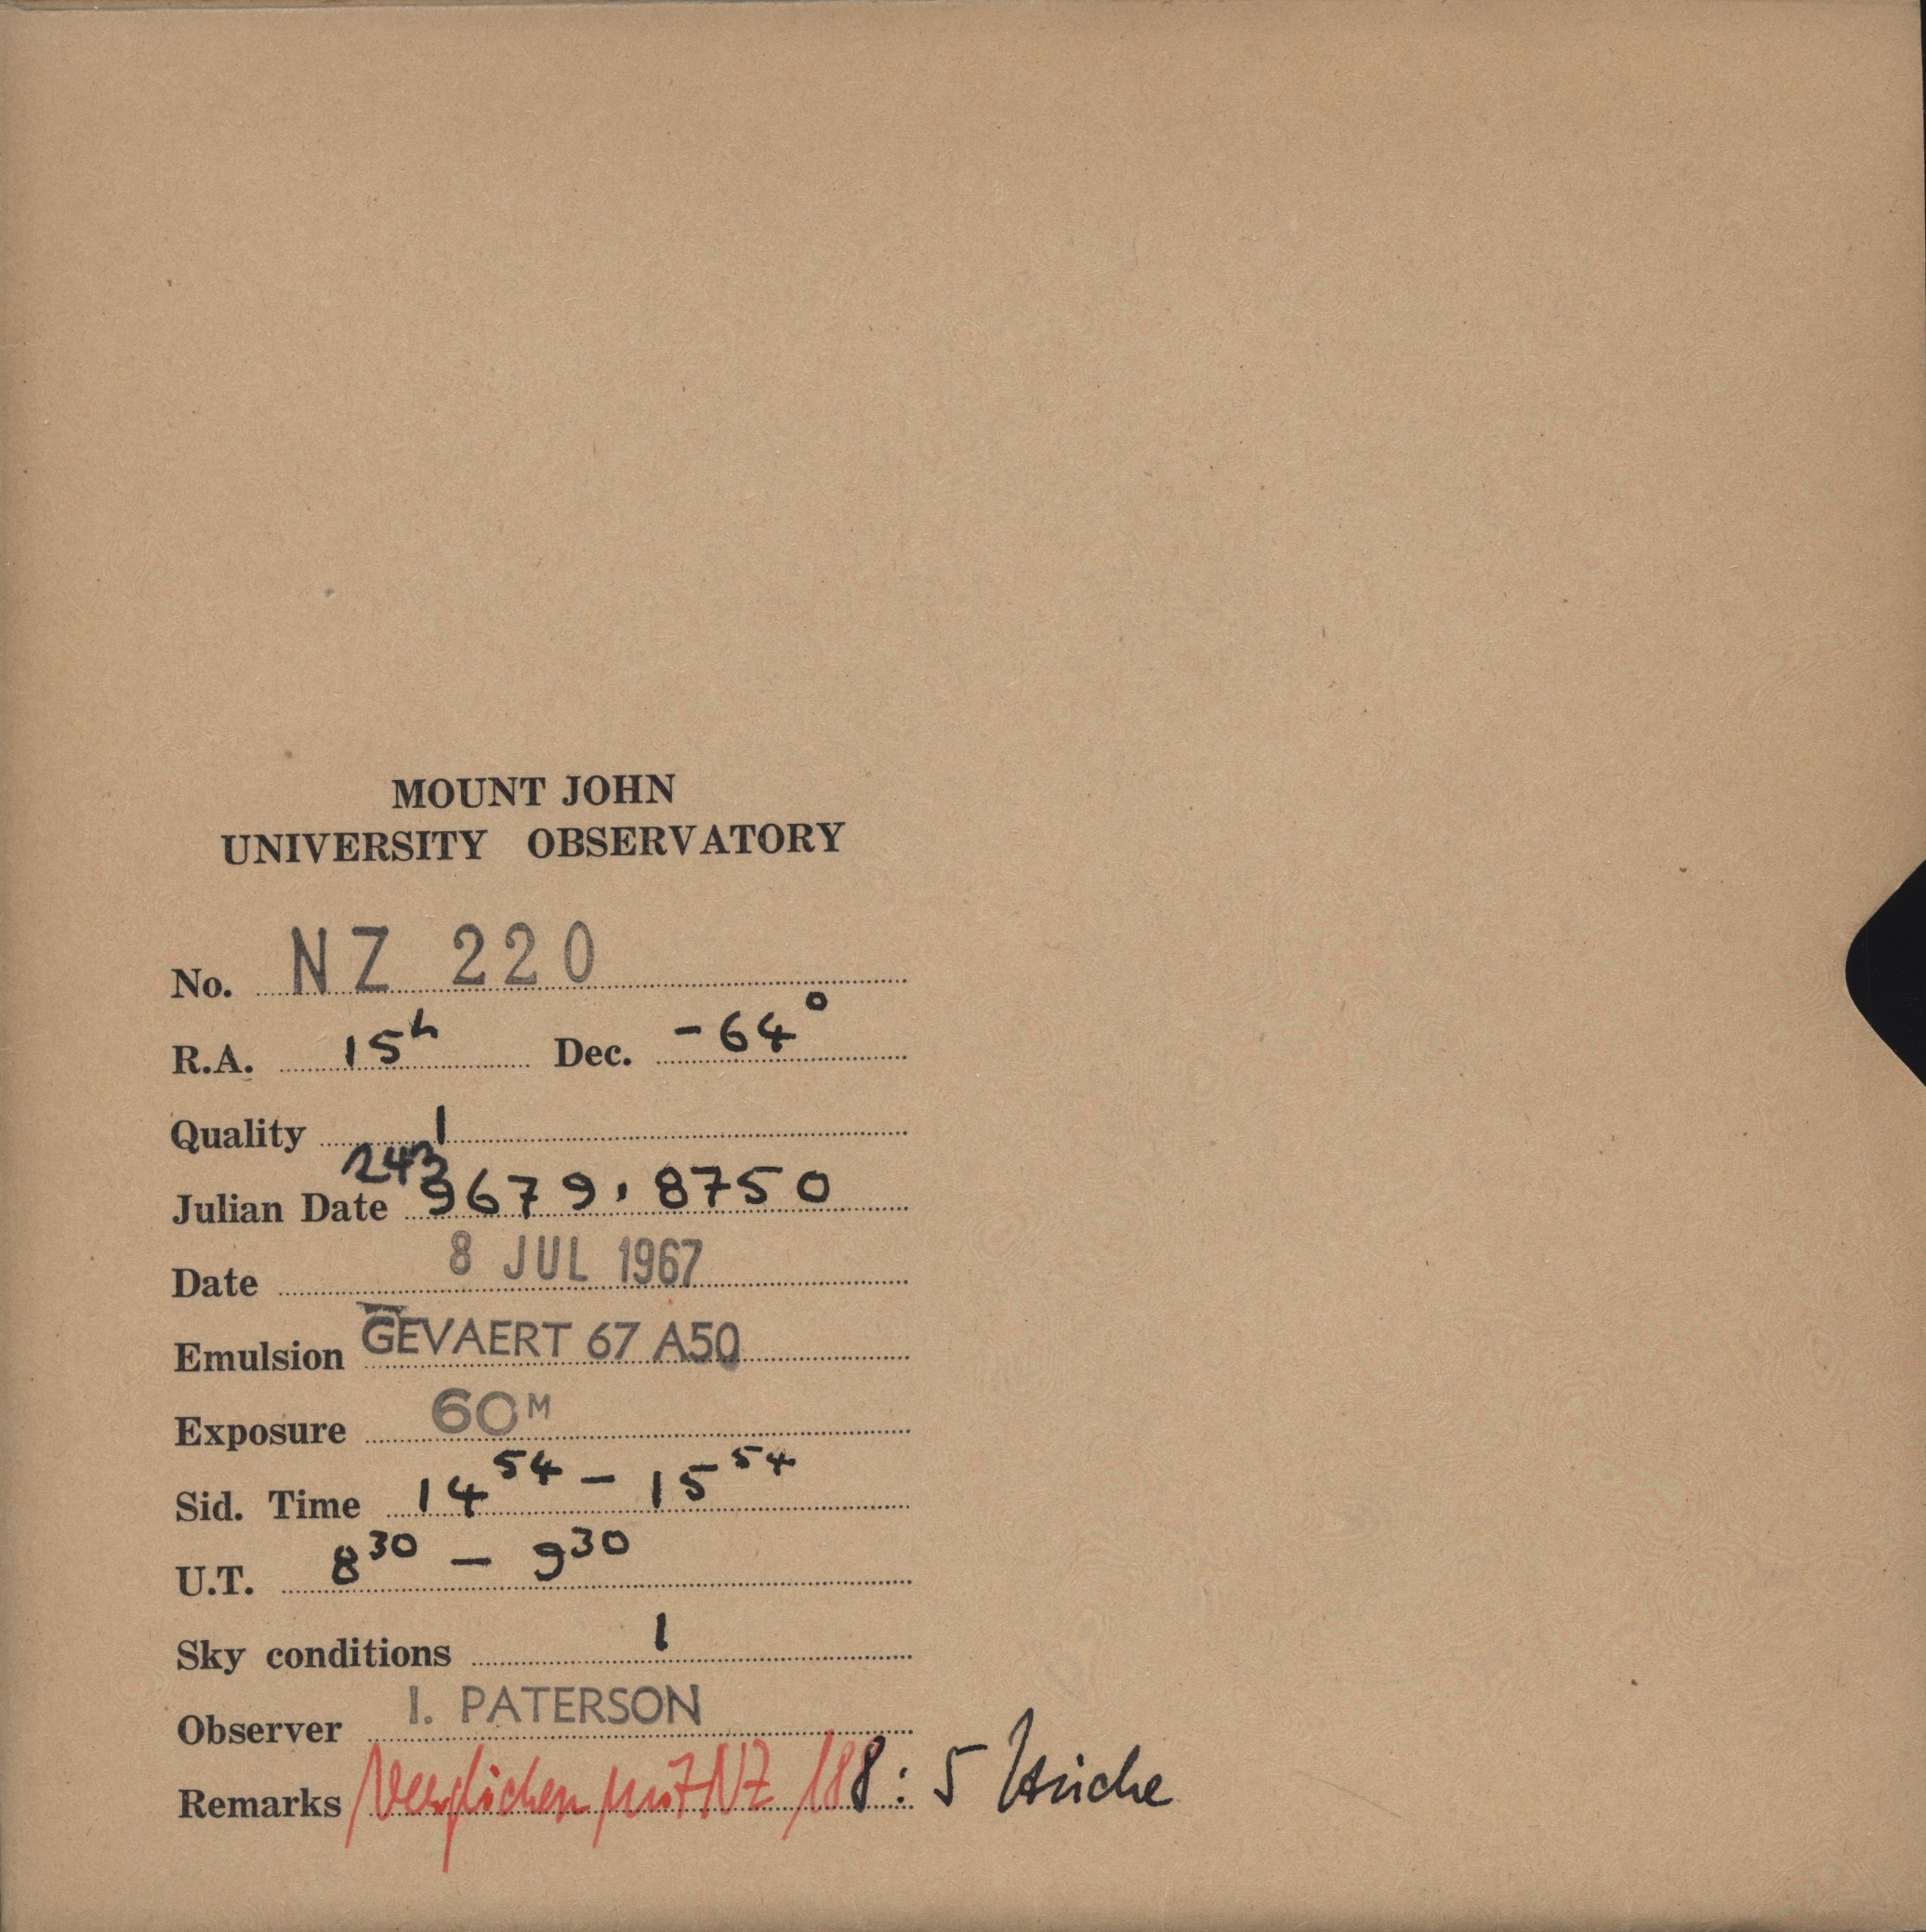 MOUNT JOHN
UNIVERSITY OBSERVATORY
No. NZ 220
R.A. 15h Dec. -64°
Quality 1
Julian Date 2439679.8750
Date 8 JUL 1967
Emulsion GEVAERT 67 A50
Exposure 60M
Sid. Time 14 54 – 15 54
U.T. 8 30 – 9 30
Sky conditions 1
Observer I. PATERSON
Remarks Verglichen mit NZ 188: 5